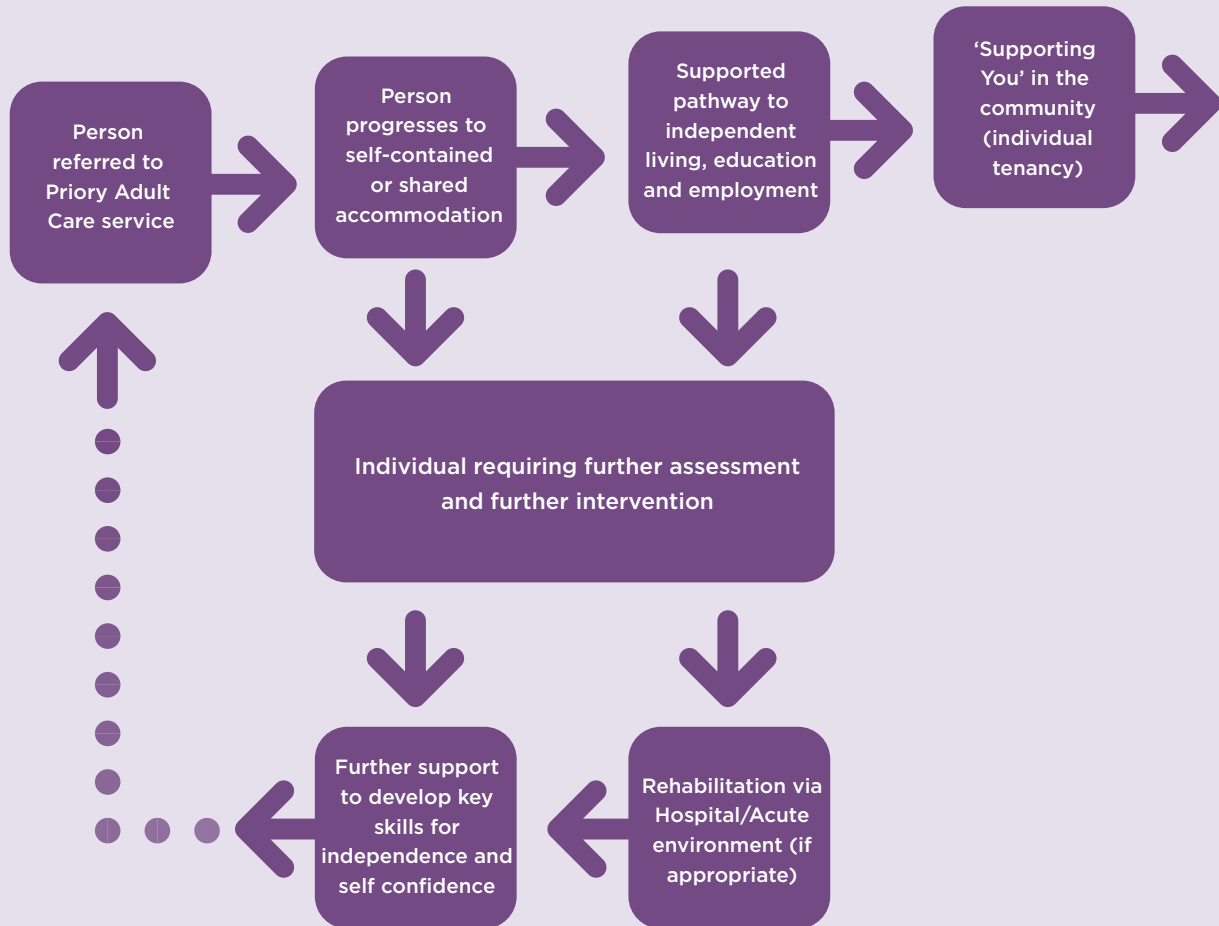 Person
referred to
Priory Adult
Care service
Person
progresses to
self-contained
or shared
accommodation
Supported
pathway to
independent
living, education
and employment
‘Supporting
You’ in the
community
(individual
tenancy)
Individual requiring further assessment
and further intervention
Further support
to develop key
skills for
independence and
self confidence
Rehabilitation via
Hospital/Acute
environment (if
appropriate)